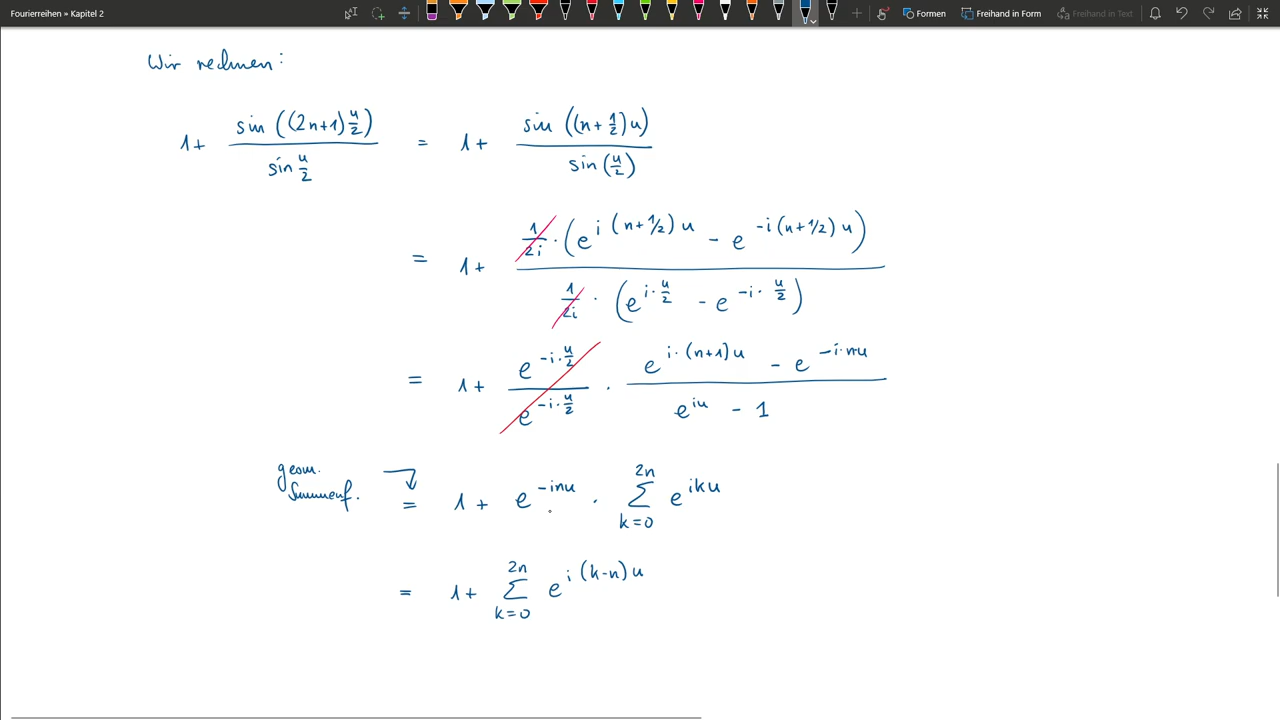 Fourierreihen » Kapitel 2
Formen
Freihand in Form
Freihand in Text
Wir rechnen:
1 + sin((2n+1) u/2) / sin u/2 = 1 + sin((n + 1/2) u) / sin(u/2)
= 1 + 1/2i · (e^{i(n+1/2)u} - e^{-i(n+1/2)u}) / 1/2i · (e^{i·u/2} - e^{-i·u/2})
= 1 + e^{-i·u/2} / e^{-i·u/2} · e^{i·(n+1)u} - e^{-i·nu} / e^{iu} - 1
geom.
Summenf.
= 1 + e^{-inu} · ∑_{k=0}^{2n} e^{iku}
= 1 + ∑_{k=0}^{2n} e^{i(k-n)u}